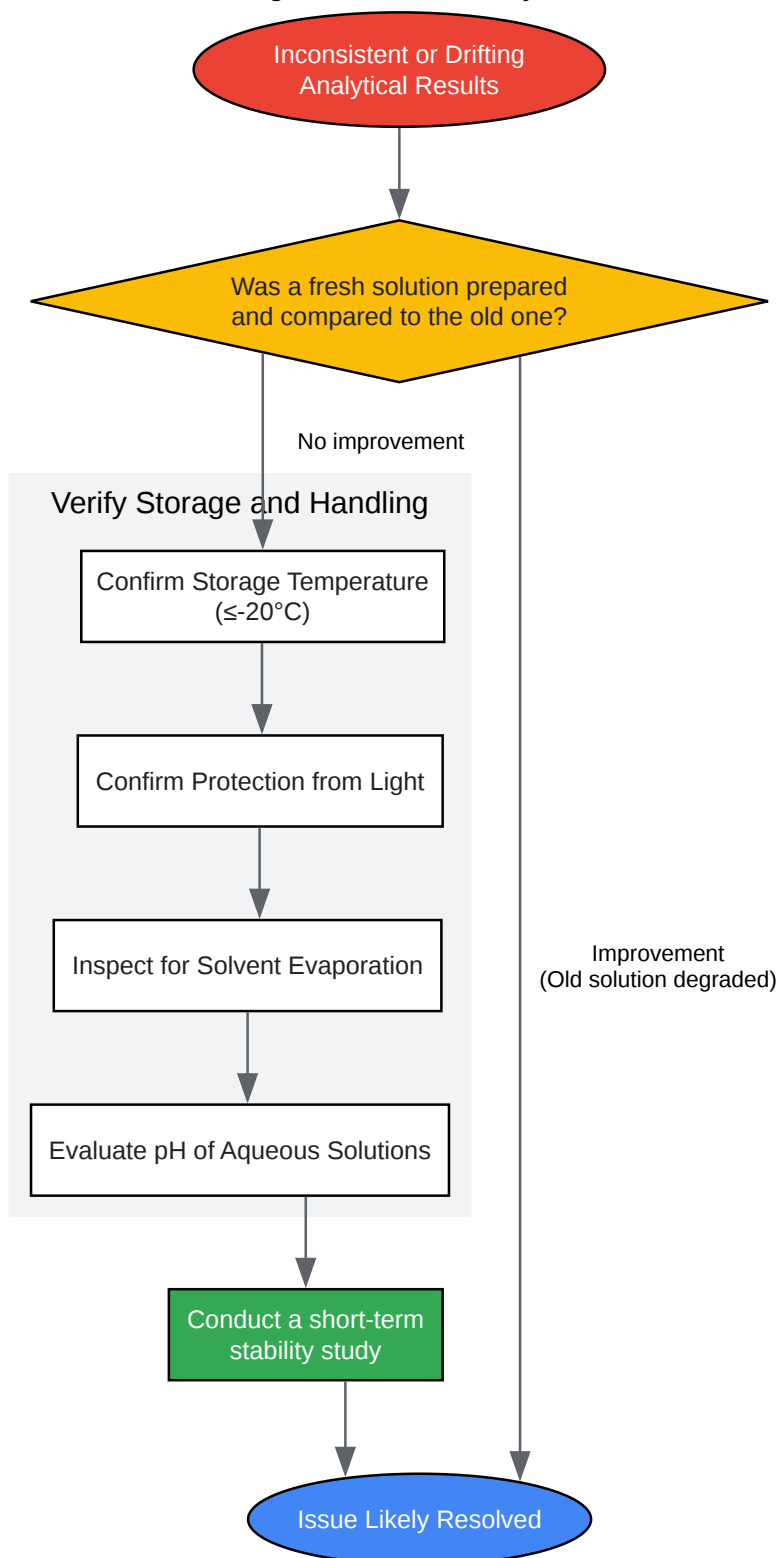 Inconsistent or Drifting
Analytical Results
Was a fresh solution prepared
and compared to the old one?
No improvement
Verify Storage and Handling
Confirm Storage Temperature
(≤-20°C)
Confirm Protection from Light
Inspect for Solvent Evaporation
Improvement
(Old solution degraded)
Evaluate pH of Aqueous Solutions
Conduct a short-term
stability study
Issue Likely Resolved